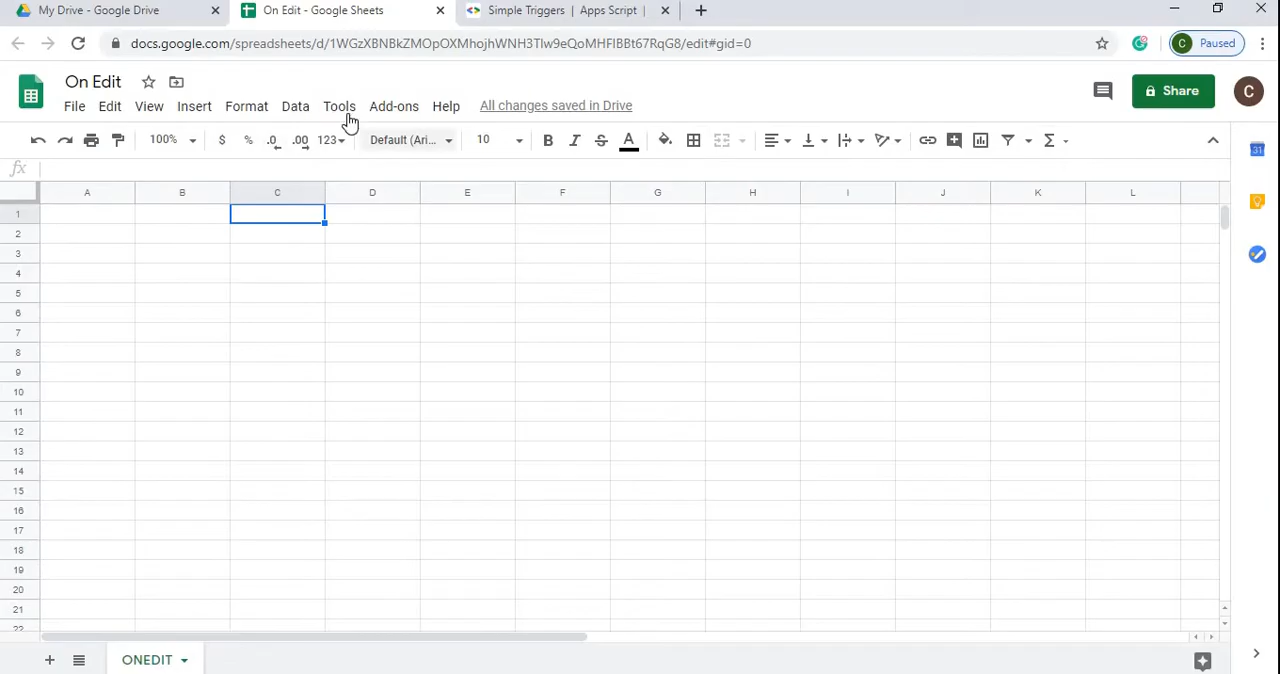 My Drive - Google Drive
On Edit - Google Sheets
Simple Triggers | Apps Script |
docs.google.com/spreadsheets/d/1WGzXBNBkZMOpOXMhojhWNH3TIw9eQoMHFIBBt67RqG8/edit#gid=0
C Paused
On Edit
File Edit View Insert Format Data Tools Add-ons Help All changes saved in Drive
Share
C
100% $ % .0 .00 123 Default (Ari... 10 B I S A
31
fx
A B C D E F G H I J K L
1
2
3
4
5
6
7
8
9
10
11
12
13
14
15
16
17
18
19
20
21
22
ONEDIT